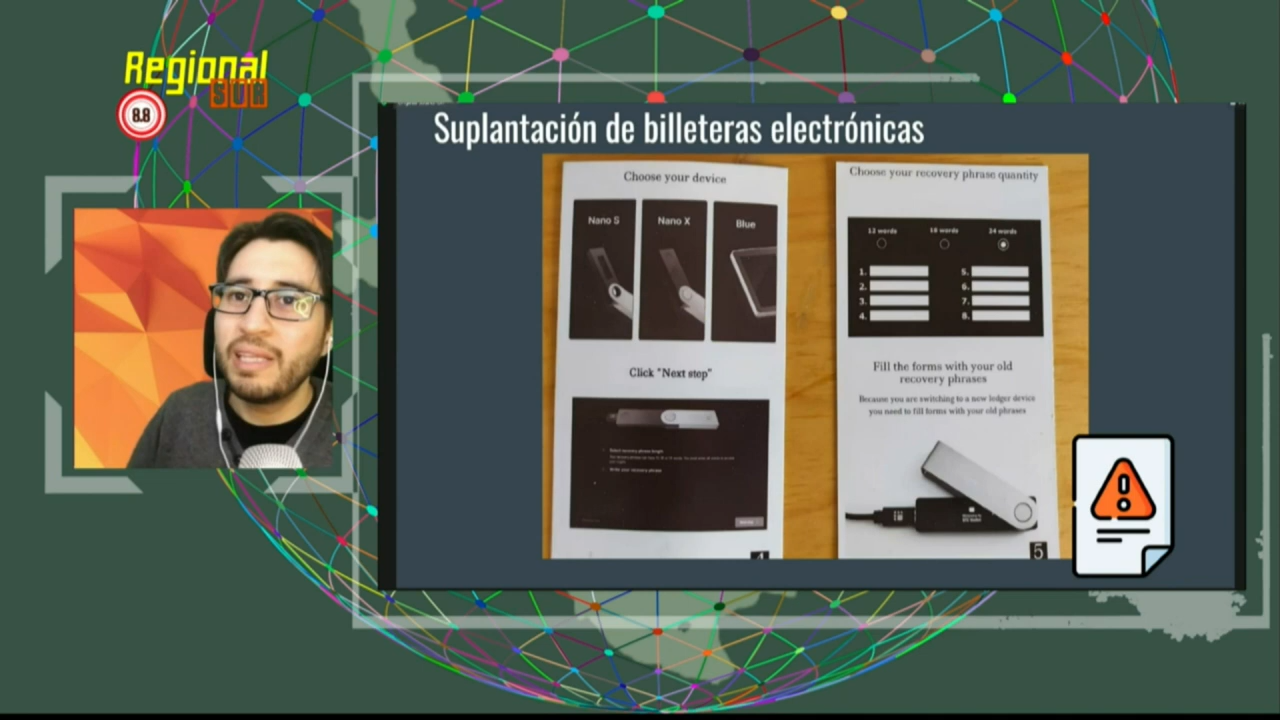 Regional
SUR
8.8
Suplantación de billeteras electrónicas
Choose your device
Nano S
Nano X
Blue
Click "Next step"
4
Choose your recovery phrase quantity
12 words
18 words
24 words
1.
5.
2.
6.
3.
7.
4.
8.
Fill the forms with your old
recovery phrases
Because you are switching to a new ledger device
you need to fill forms with your old phrases
5